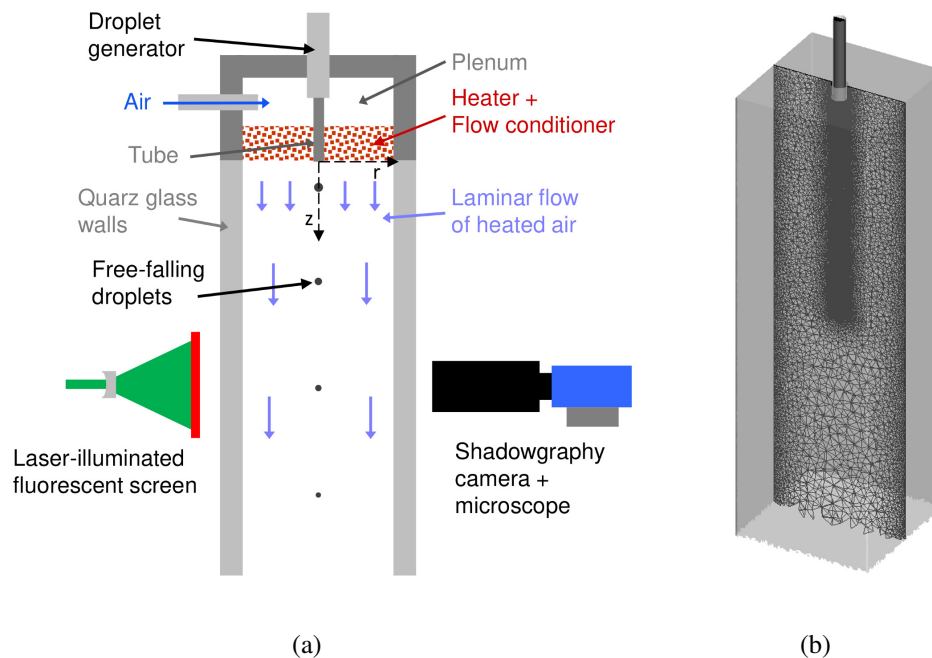 Droplet
generator
Plenum
Air
Heater +
Flow conditioner
Tube
r
Quarz glass
walls
z
Laminar flow
of heated air
Free-falling
droplets
Laser-illuminated
fluorescent screen
Shadowgraphy
camera +
microscope
(a)
(b)